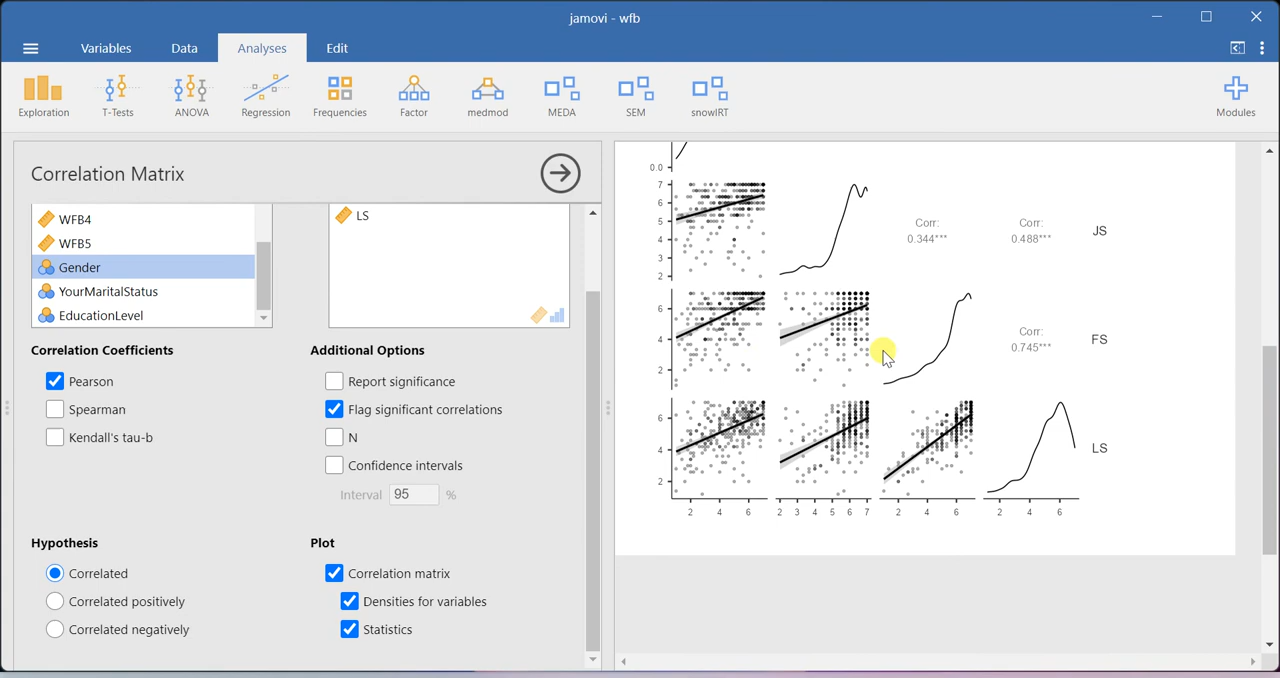 jamovi - wfb
Variables Data Analyses Edit
Exploration T-Tests ANOVA Regression Frequencies Factor medmod MEDA SEM snowIRT Modules
Correlation Matrix
WFB4
WFB5
Gender
YourMaritalStatus
EducationLevel
LS
Correlation Coefficients
Pearson
Spearman
Kendall's tau-b
Additional Options
Report significance
Flag significant correlations
N
Confidence intervals
Interval 95 %
Hypothesis
Correlated
Correlated positively
Correlated negatively
Plot
Correlation matrix
Densities for variables
Statistics
0.0
7
6
5
4
3
2
Corr:
0.344***
Corr:
0.488***
JS
6
4
2
Corr:
0.745***
FS
6
4
2
LS
2 4 6 2 3 4 5 6 7 2 4 6 2 4 6